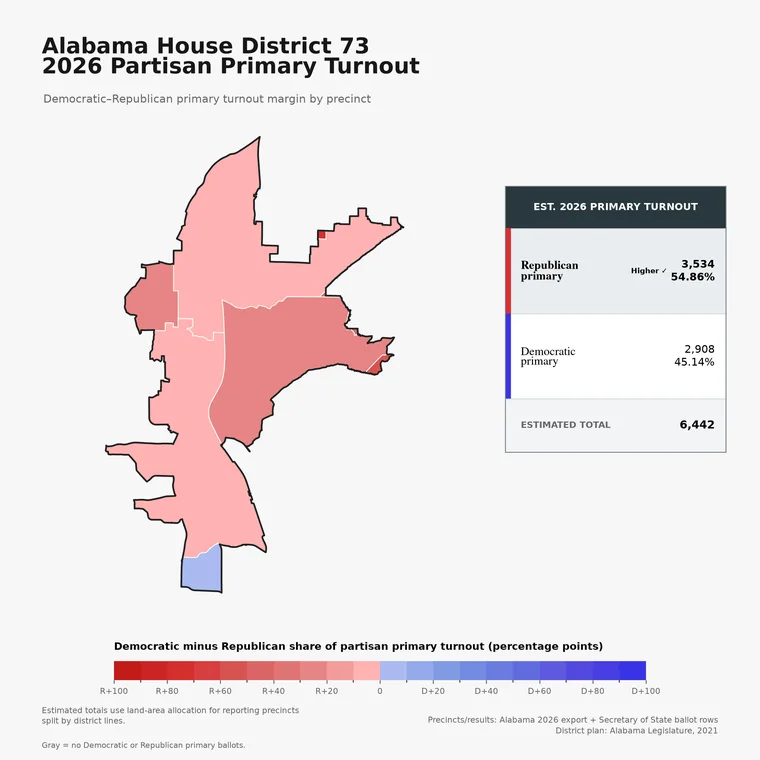 Alabama House District 73
2026 Partisan Primary Turnout
Democratic–Republican primary turnout margin by precinct
EST. 2026 PRIMARY TURNOUT
Republican
primary
Higher ✓
3,534
54.86%
Democratic
primary
2,908
45.14%
ESTIMATED TOTAL
6,442
Democratic minus Republican share of partisan primary turnout (percentage points)
R+100 R+80 R+60 R+40 R+20 0 D+20 D+40 D+60 D+80 D+100
Estimated totals use land-area allocation for reporting precincts
split by district lines.
Gray = no Democratic or Republican primary ballots.
Precincts/results: Alabama 2026 export + Secretary of State ballot rows
District plan: Alabama Legislature, 2021